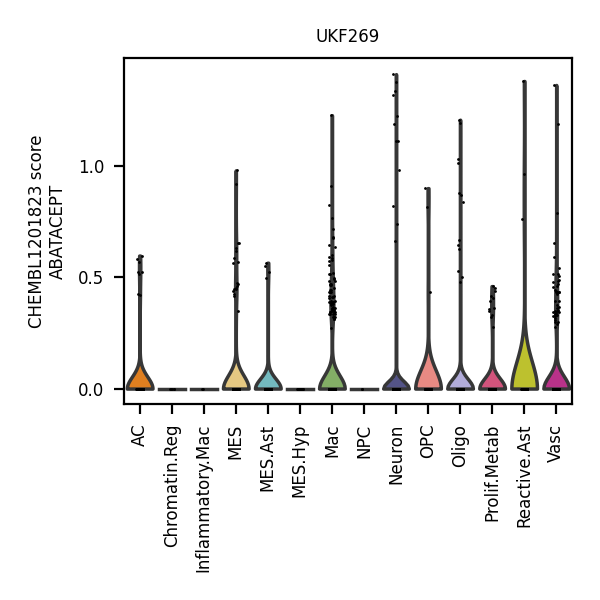 UKF269
CHEMBL1201823 score
ABATACEPT
1.0
0.5
0.0
AC
Chromatin.Reg
Inflammatory.Mac
MES
MES.Ast
MES.Hyp
Mac
NPC
Neuron
OPC
Oligo
Prolif.Metab
Reactive.Ast
Vasc